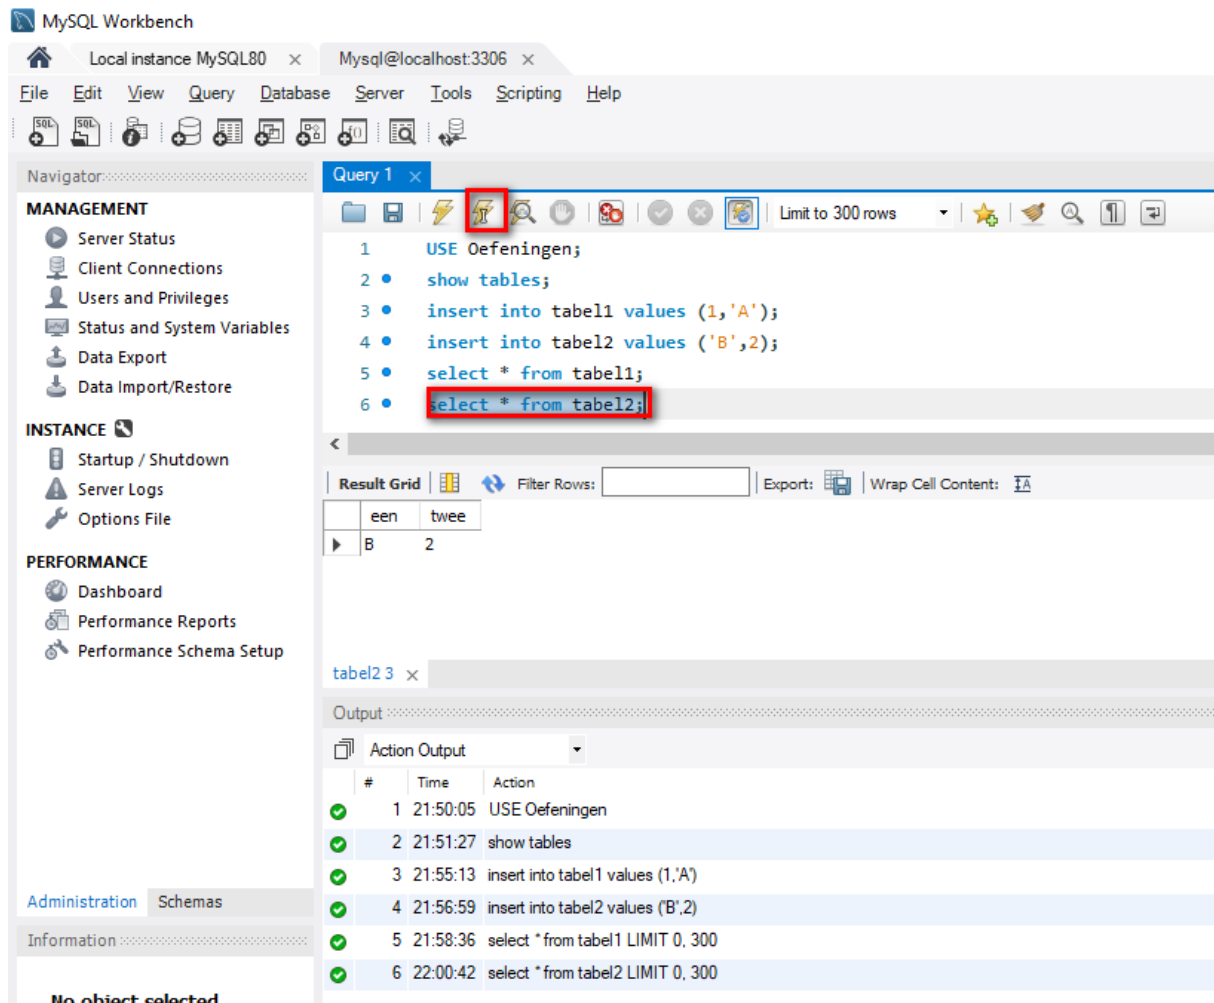 MySQL Workbench
Local instance MySQL80 × Mysql@localhost:3306 ×
File Edit View Query Database Server Tools Scripting Help
Navigator
MANAGEMENT
Server Status
Client Connections
Users and Privileges
Status and System Variables
Data Export
Data Import/Restore
INSTANCE
Startup / Shutdown
Server Logs
Options File
PERFORMANCE
Dashboard
Performance Reports
Performance Schema Setup
Administration Schemas
Information
No object selected
Query 1 ×
Limit to 300 rows
1 USE Oefeningen;
2 show tables;
3 insert into tabel1 values (1,'A');
4 insert into tabel2 values ('B',2);
5 select * from tabel1;
6 select * from tabel2;
Result Grid Filter Rows: Export: Wrap Cell Content:
een twee
B 2
tabel2 3 ×
Output
Action Output
# Time Action
1 21:50:05 USE Oefeningen
2 21:51:27 show tables
3 21:55:13 insert into tabel1 values (1,'A')
4 21:56:59 insert into tabel2 values ('B',2)
5 21:58:36 select * from tabel1 LIMIT 0, 300
6 22:00:42 select * from tabel2 LIMIT 0, 300